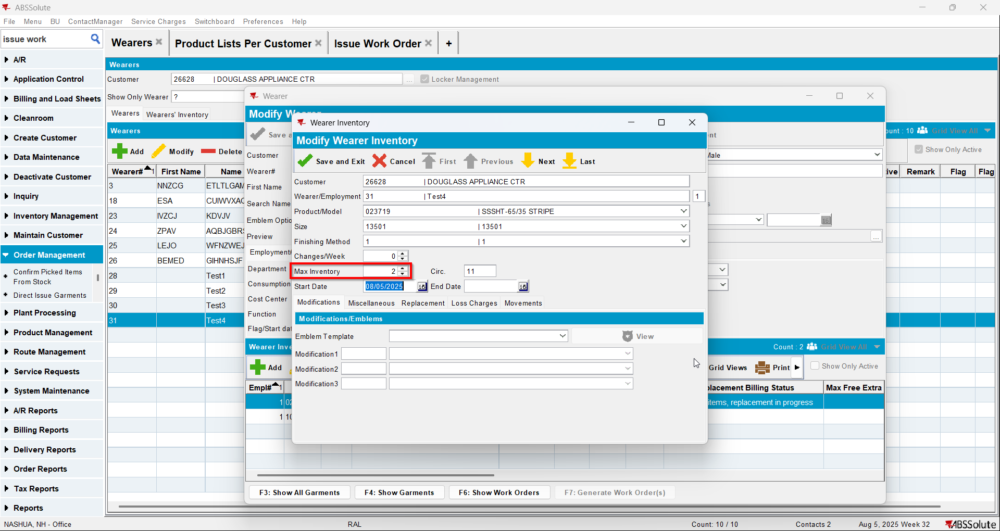 ABSSolute
File Menu BU ContactManager Service Charges Switchboard Preferences Help
issue work
Wearers
Product Lists Per Customer
Issue Work Order
+
A/R
Application Control
Billing and Load Sheets
Cleanroom
Create Customer
Data Maintenance
Deactivate Customer
Inquiry
Inventory Management
Maintain Customer
Order Management
Confirm Picked Items
From Stock
Direct Issue Garments
Plant Processing
Product Management
Route Management
Service Requests
System Maintenance
A/R Reports
Billing Reports
Delivery Reports
Order Reports
Tax Reports
Reports
Wearers
Customer 26628 | DOUGLASS APPLIANCE CTR ... Locker Management
Show Only Wearer ?
Wearers Wearers' Inventory
Wearers
ount : 10 Grid View All
Add Modify Delete
Show Only Active
Wearer# 1 First Name Name
ive Remark Flag Flag
3 NNZCG ETLTLGAM
18 ESA CUIWVXAC
23 IVZCJ KDVJV
24 ZPAV AQBJGBRS
25 LEJO WFNZWEJ
26 BEMED GIHNHSJF
28 Test1
29 Test2
30 Test3
31 Test4
Wearer
Modify Wearer
Save a
nt
Customer
Male
Wearer#
First Name
Search Name
s
Emblem Optio
16
Preview
...
Employment#
Department
Consumption
Cost Center
Function
Flag/Start dat
Wearer Inve
Count : 2 Grid View All
Add
Grid Views Print Show Only Active
Empl# 1
placement Billing Status Max Free Extra
1 02
items, replacement in progress
1 10
F3: Show All Garments F4: Show Garments F6: Show Work Orders F7: Generate Work Order(s)
Wearer Inventory
Modify Wearer Inventory
Save and Exit Cancel First Previous Next Last
Customer 26628 | DOUGLASS APPLIANCE CTR
Wearer/Employment 31 | Test4 1
Product/Model 023719 | SSSHT-65/35 STRIPE
Size 13501 | 13501
Finishing Method 1 | 1
Changes/Week 0
Max Inventory 2 Circ. 11
Start Date 08/05/2025 16 End Date 16
Modifications Miscellaneous Replacement Loss Charges Movements
Modifications/Emblems
Emblem Template View
Modification1
Modification2
Modification3
NASHUA, NH - Office RAL Count: 10 / 10 Contacts 2 Aug 5, 2025 Week 32 ABSSolute